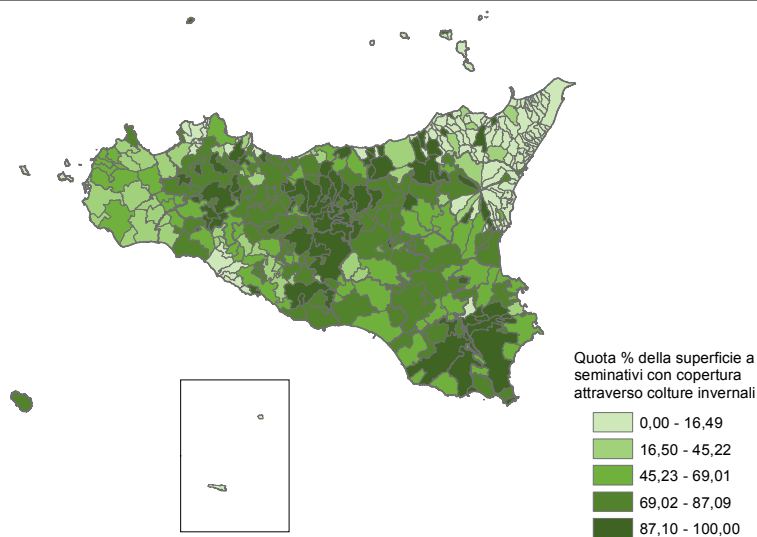 Quota % della superficie a
seminativi con copertura
attraverso colture invernali
0,00 - 16,49
16,50 - 45,22
45,23 - 69,01
69,02 - 87,09
87,10 - 100,00